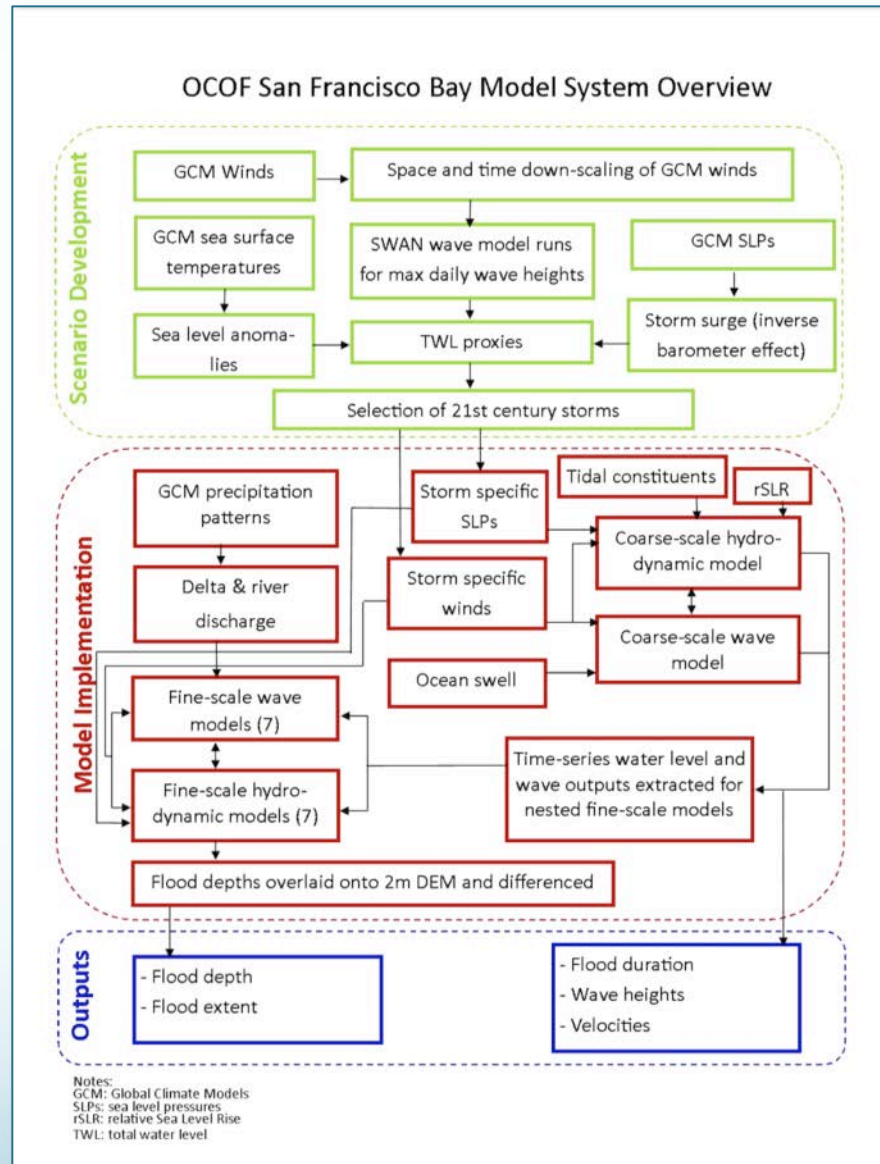 OCOF San Francisco Bay Model System Overview
Scenario Development
GCM Winds
Space and time down-scaling of GCM winds
GCM sea surface
temperatures
SWAN wave model runs
for max daily wave heights
GCM SLPs
Sea level anoma-
lies
TWL proxies
Storm surge (inverse
barometer effect)
Selection of 21st century storms
Model Implementation
GCM precipitation
patterns
Storm specific
SLPs
Tidal constituents
rSLR
Coarse-scale hydro-
dynamic model
Delta & river
discharge
Storm specific
winds
Coarse-scale wave
model
Ocean swell
Fine-scale wave
models (7)
Time-series water level and
wave outputs extracted for
nested fine-scale models
Fine-scale hydro-
dynamic models (7)
Flood depths overlaid onto 2m DEM and differenced
Outputs
- Flood depth
- Flood extent
- Flood duration
- Wave heights
- Velocities
Notes:
GCM: Global Climate Models
SLPs: sea level pressures
rSLR: relative Sea Level Rise
TWL: total water level